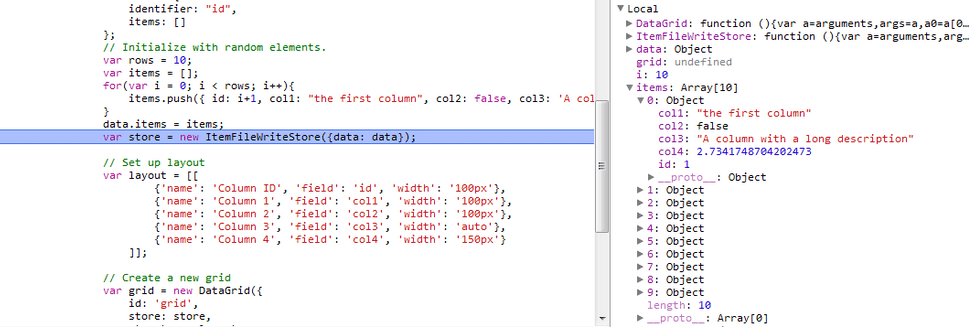 identifier: "id",
items: []
};
// Initialize with random elements.
var rows = 10;
var items = [];
for(var i = 0; i < rows; i++){
items.push({ id: i+1, col1: "the first column", col2: false, col3: 'A col
}
data.items = items;
var store = new ItemFileWriteStore({data: data});
// Set up layout
var layout = [[
{'name': 'Column ID', 'field': 'id', 'width': '100px'},
{'name': 'Column 1', 'field': 'col1', 'width': '100px'},
{'name': 'Column 2', 'field': 'col2', 'width': '100px'},
{'name': 'Column 3', 'field': 'col3', 'width': 'auto'},
{'name': 'Column 4', 'field': 'col4', 'width': '150px'}
]];
// Create a new grid
var grid = new DataGrid({
id: 'grid',
store: store,
Local
DataGrid: function (){var a=arguments,args=a,a0=a[0…
ItemFileWriteStore: function (){var a=arguments,arg…
data: Object
grid: undefined
i: 10
items: Array[10]
0: Object
col1: "the first column"
col2: false
col3: "A column with a long description"
col4: 2.7341748704202473
id: 1
__proto__: Object
1: Object
2: Object
3: Object
4: Object
5: Object
6: Object
7: Object
8: Object
9: Object
length: 10
__proto__: Array[0]